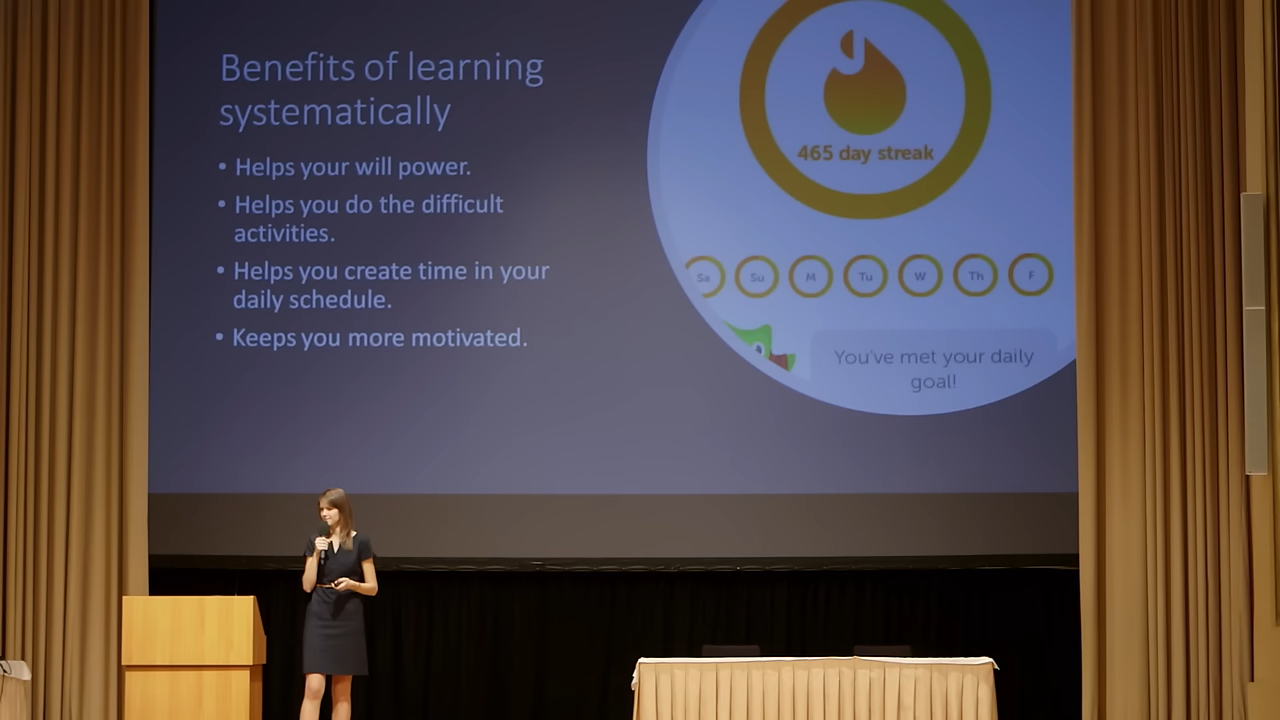 Benefits of learning
systematically
• Helps your will power.
• Helps you do the difficult
activities.
• Helps you create time in your
daily schedule.
• Keeps you more motivated.
465 day streak
Sa Su M Tu W Th F
You've met your daily
goal!